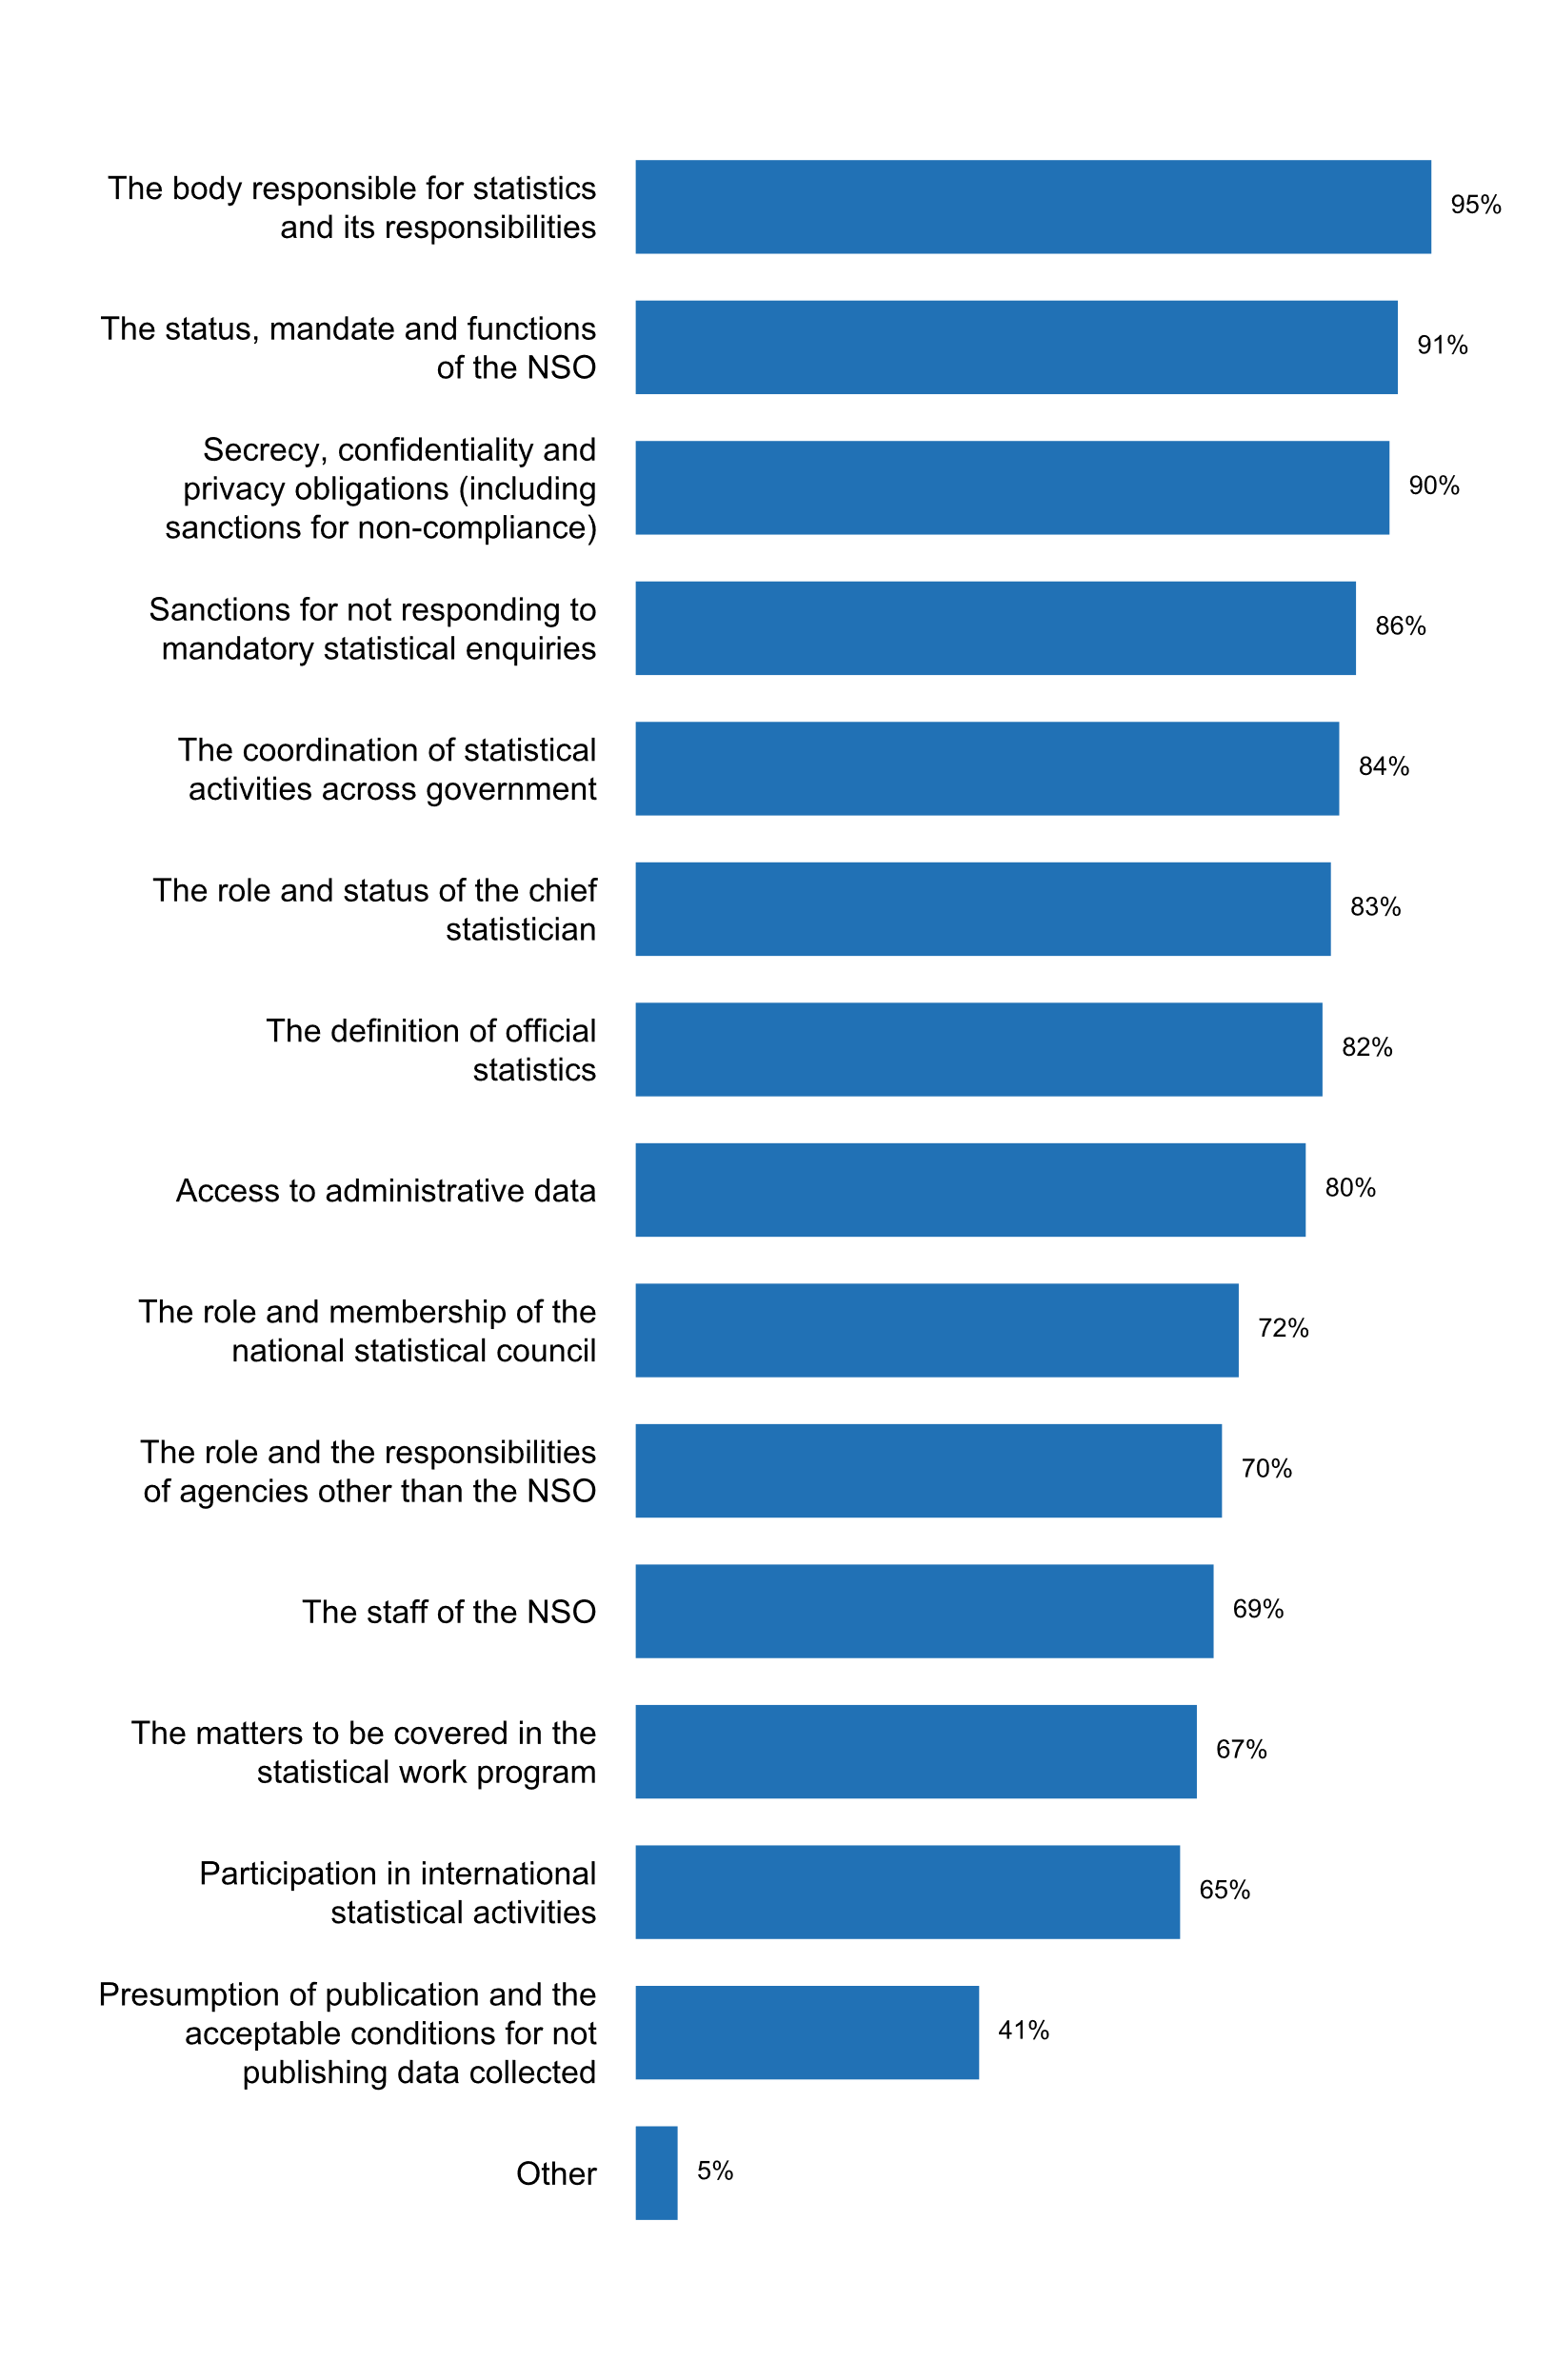 The body responsible for statistics
and its responsibilities
95%
The status, mandate and functions
of the NSO
91%
Secrecy, confidentiality and
privacy obligations (including
sanctions for non-compliance)
90%
Sanctions for not responding to
mandatory statistical enquiries
86%
The coordination of statistical
activities across government
84%
The role and status of the chief
statistician
83%
The definition of official
statistics
82%
Access to administrative data
80%
The role and membership of the
national statistical council
72%
The role and the responsibilities
of agencies other than the NSO
70%
The staff of the NSO
69%
The matters to be covered in the
statistical work program
67%
Participation in international
statistical activities
65%
Presumption of publication and the
acceptable conditions for not
publishing data collected
41%
Other
5%